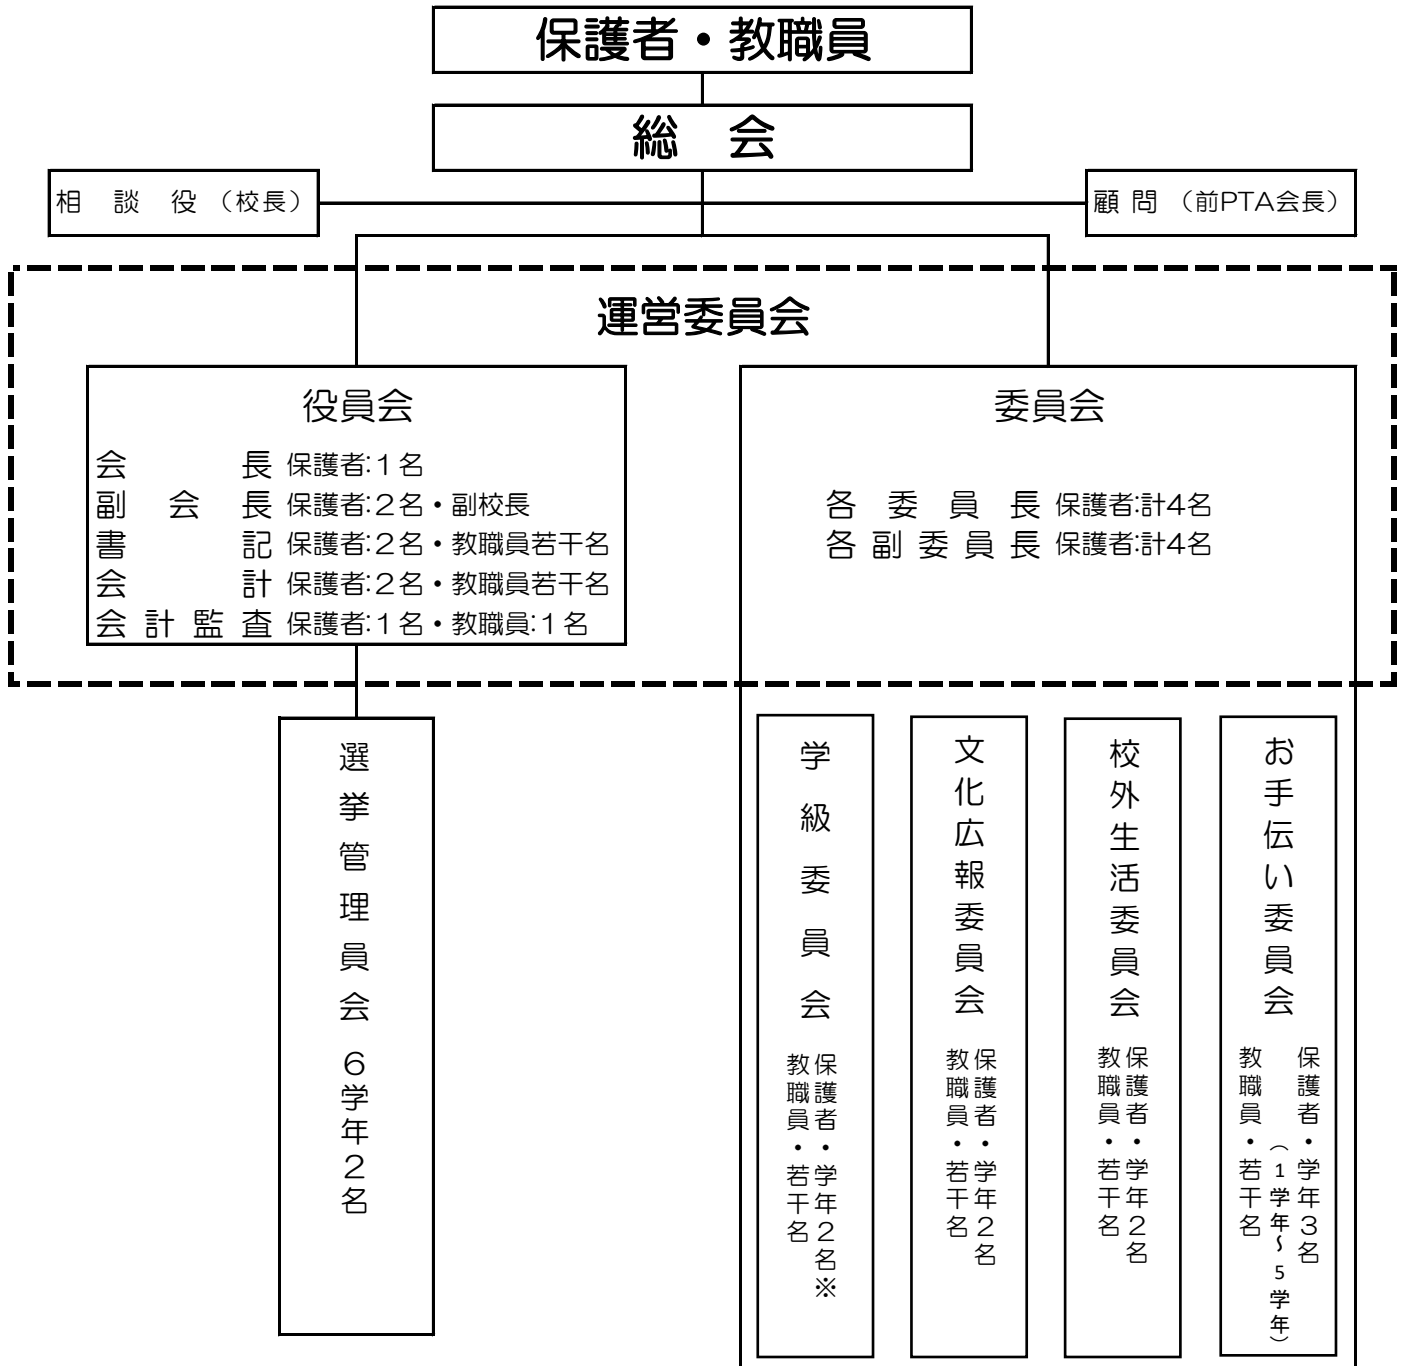 保護者・教職員
総　会
相　談　役（校長）
顧問（前PTA会長）
運営委員会
役員会
会長 保護者:１名
副会長 保護者:２名・副校長
書記 保護者:２名・教職員若干名
会計 保護者:２名・教職員若干名
会計監査 保護者:１名・教職員:１名
委員会
各委員長 保護者:計4名
各副委員長 保護者:計4名
選挙管理員会 ６学年２名
学級委員会
保護者・学年２名※
教職員・若干名
文化広報委員会
保護者・学年２名
教職員・若干名
校外生活委員会
保護者・学年２名
教職員・若干名
お手伝い委員会
保護者・学年３名
（1学年～5学年）
教職員・若干名